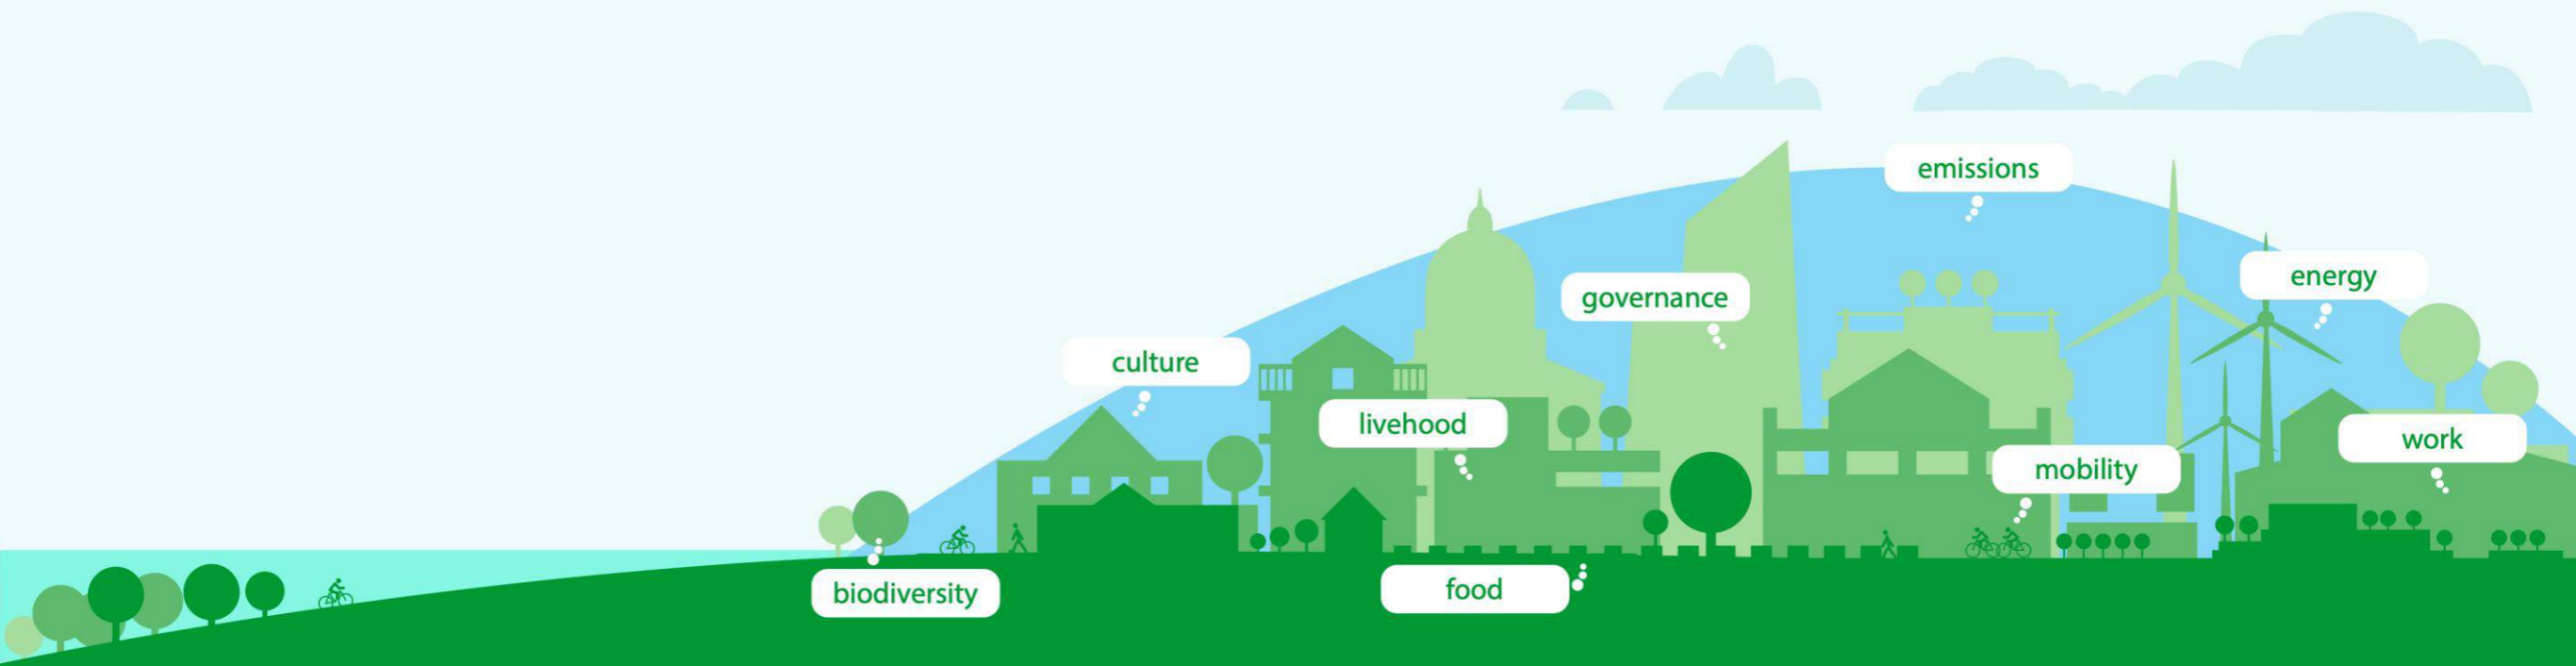 emissions
energy
governance
culture
livehood
work
mobility
food
biodiversity